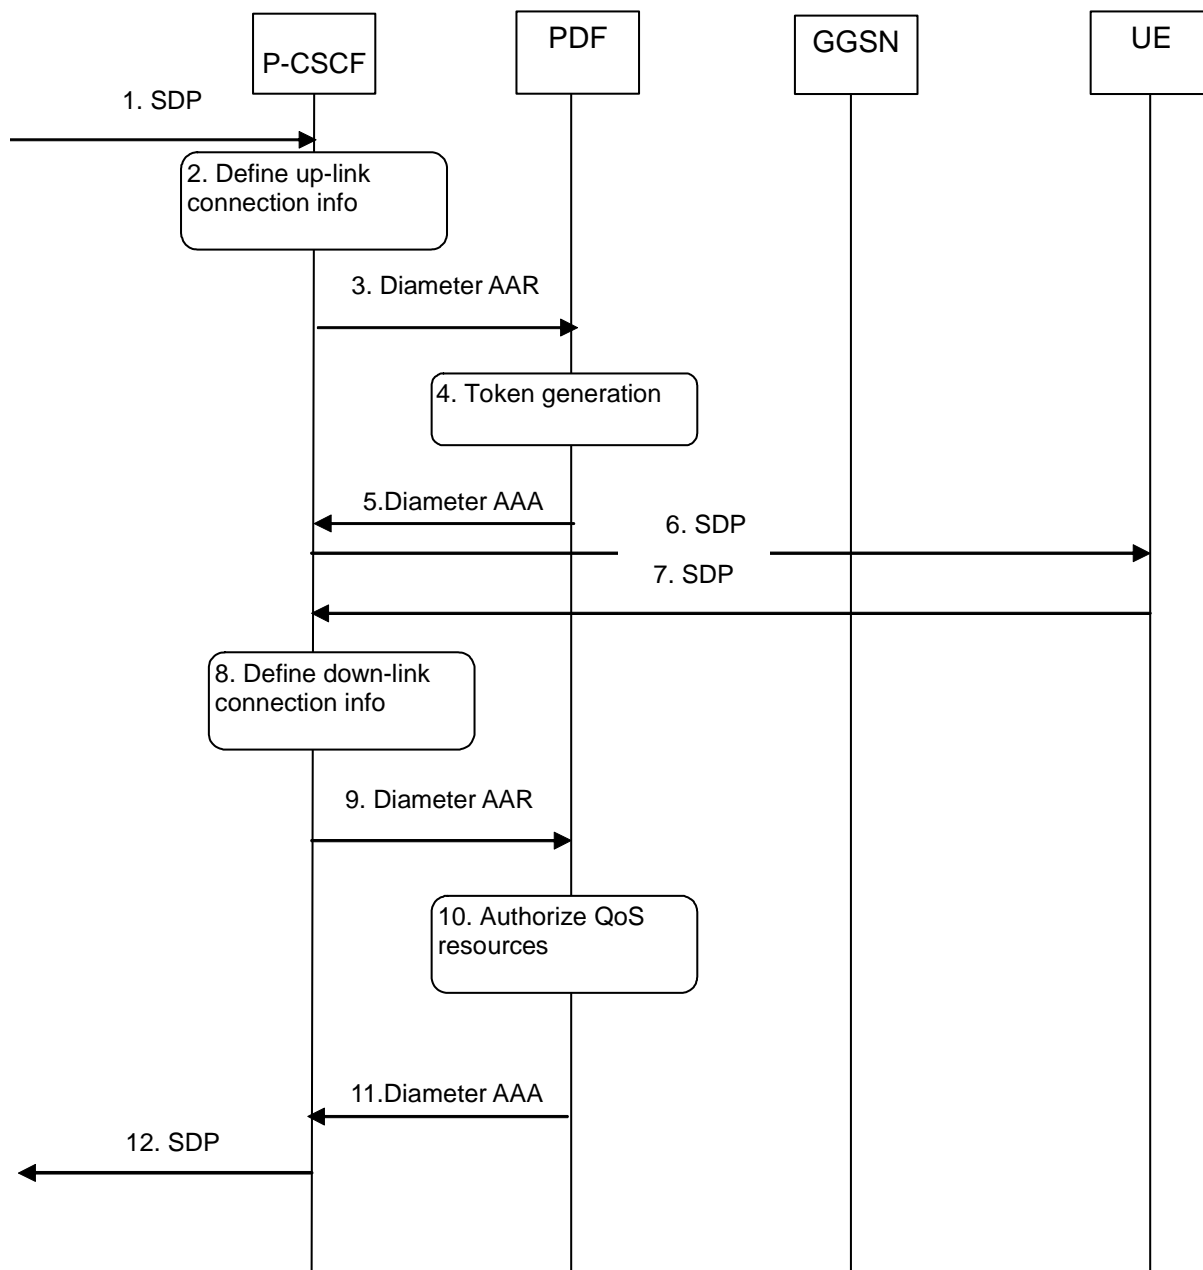 P-CSCF
PDF
GGSN
UE
1. SDP
2. Define up-link
connection info
3. Diameter AAR
4. Token generation
5.Diameter AAA
6. SDP
7. SDP
8. Define down-link
connection info
9. Diameter AAR
10. Authorize QoS
resources
11.Diameter AAA
12. SDP